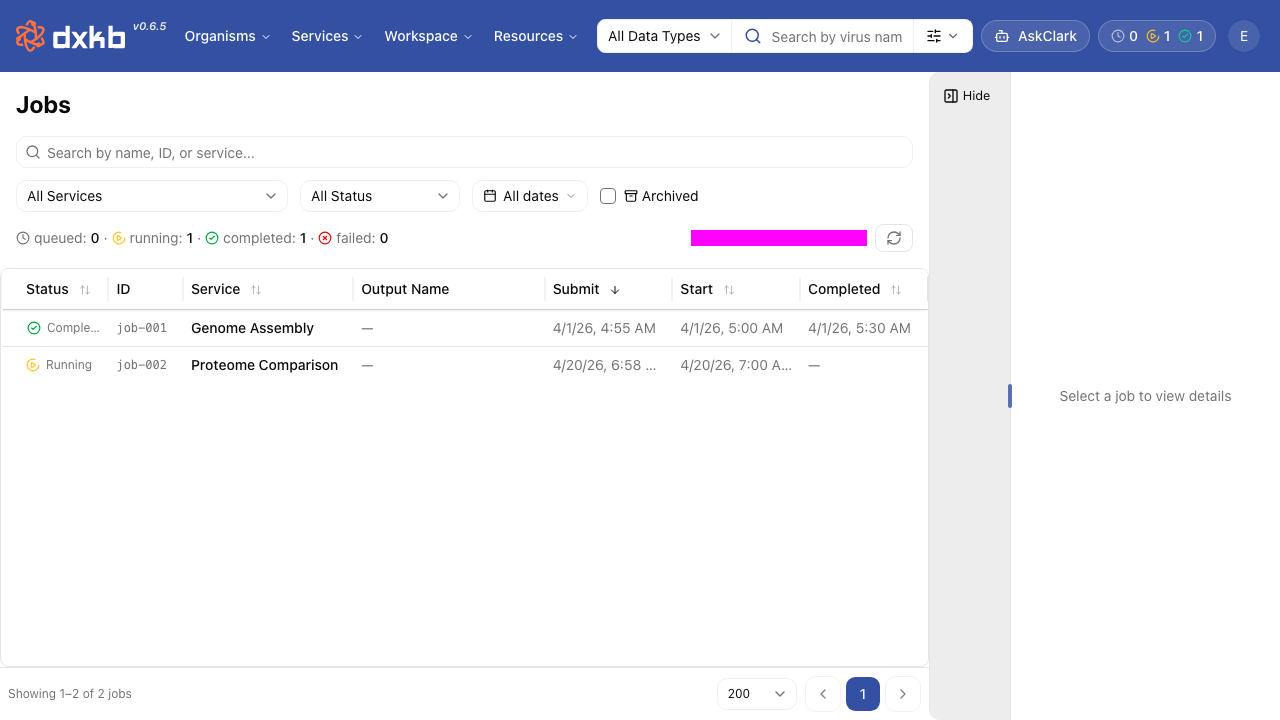 dxkb v0.6.5 Organisms Services Workspace Resources All Data Types Search by virus nam AskClark 0 1 1 E
Jobs
Hide
Search by name, ID, or service...
All Services All Status All dates Archived
queued: 0 · running: 1 · completed: 1 · failed: 0
Status ID Service Output Name Submit Start Completed
Comple... job-001 Genome Assembly — 4/1/26, 4:55 AM 4/1/26, 5:00 AM 4/1/26, 5:30 AM
Running job-002 Proteome Comparison — 4/20/26, 6:58 ... 4/20/26, 7:00 A... —
Select a job to view details
Showing 1–2 of 2 jobs 200 1